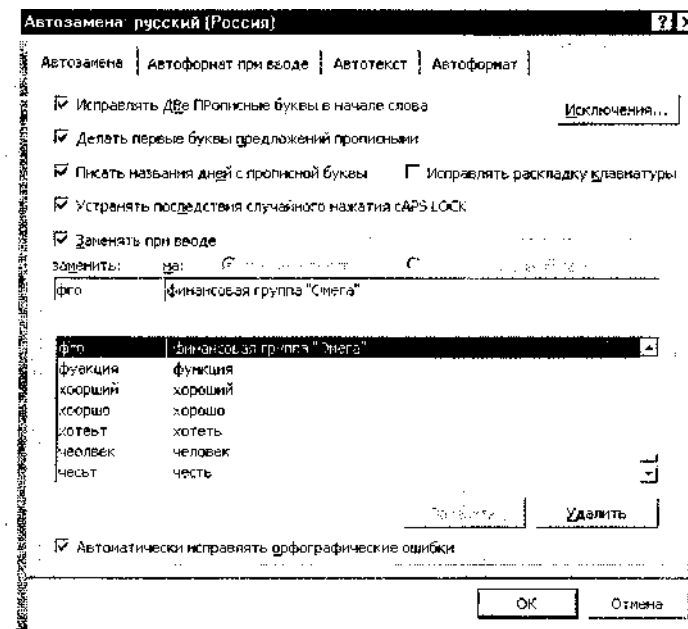 Автозамена: русский (Россия)
Автозамена Автоформат при вводе Автотекст Автоформат
Исправлять ДВе ПРописные буквы в начале слова Исключения...
Делать первые буквы предложений прописными
Писать названия дней с прописной буквы Исправлять раскладку клавиатуры
Устранять последствия случайного нажатия cAPS LOCK
Заменять при вводе
заменить: на:
фго финансовая группа "Омега"
фго финансовая группа "Омега"
фуакция функция
хоорший хороший
хооршо хорошо
хотеьт хотеть
чеолвек человек
чесьт честь
Удалить
Автоматически исправлять орфографические ошибки
ОК Отмена